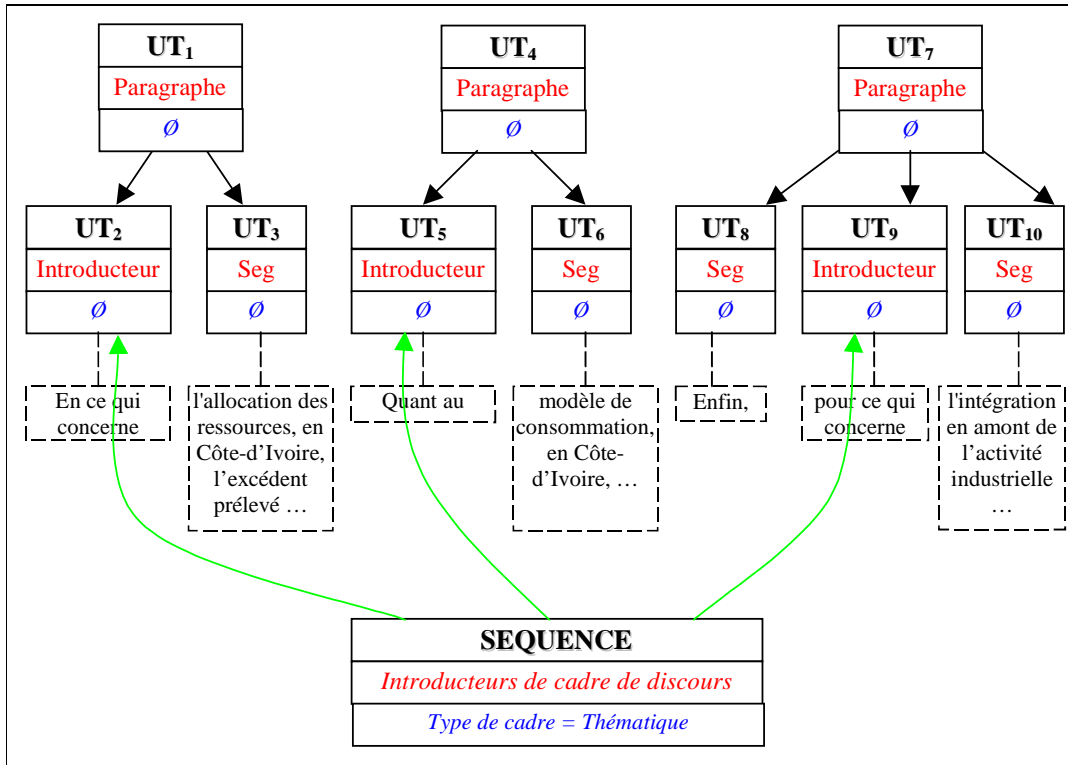 UT1
Paragraphe
Ø
UT4
Paragraphe
Ø
UT7
Paragraphe
Ø
UT2
Introducteur
Ø
UT3
Seg
Ø
UT5
Introducteur
Ø
UT6
Seg
Ø
UT8
Seg
Ø
UT9
Introducteur
Ø
UT10
Seg
Ø
En ce qui
concerne
l'allocation des
ressources, en
Côte-d'Ivoire,
l’excédent
prélevé …
Quant au
modèle de
consommation,
en Côte-
d’Ivoire, …
Enfin,
pour ce qui
concerne
l'intégration
en amont de
l’activité
industrielle
…
SEQUENCE
Introducteurs de cadre de discours
Type de cadre = Thématique